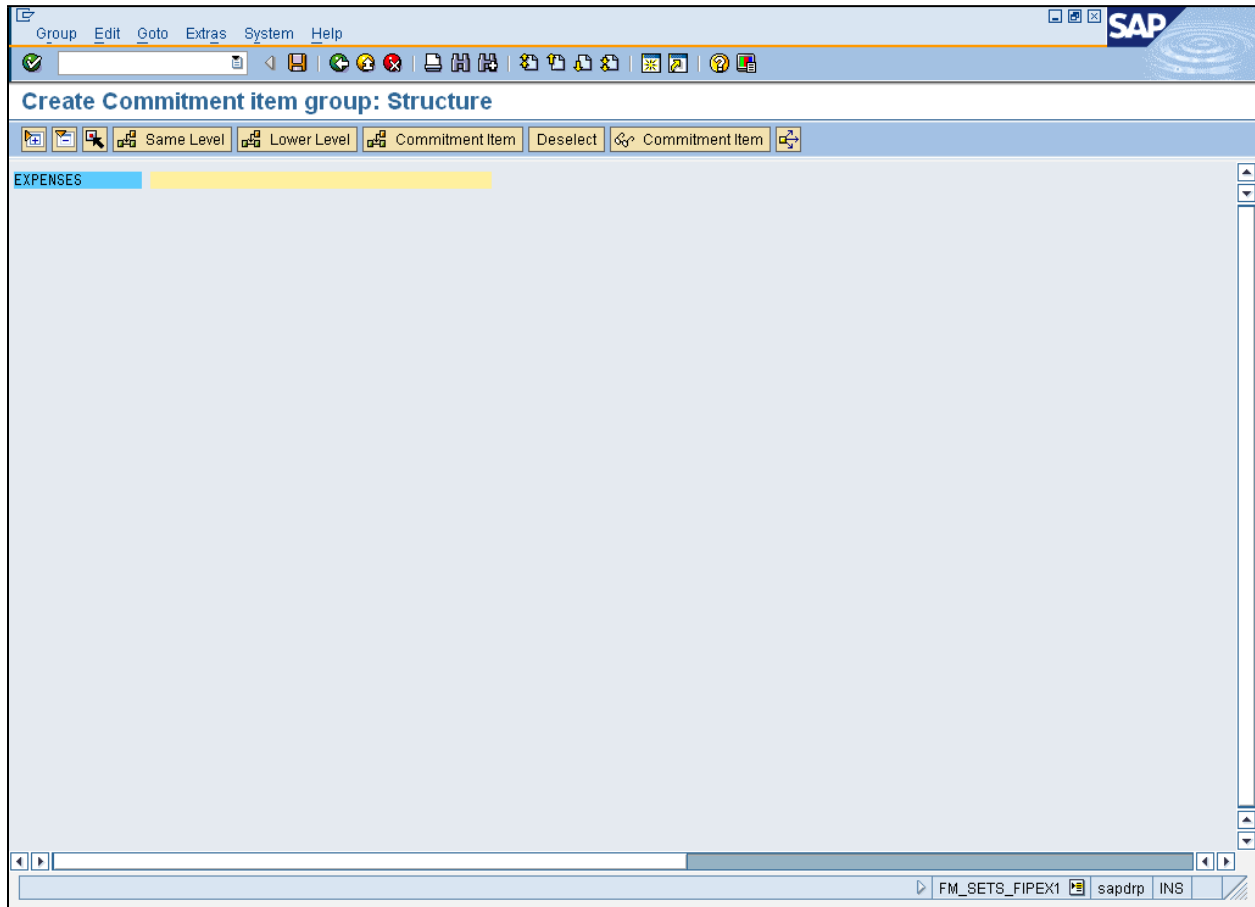 Group Edit Goto Extras System Help
SAP
Create Commitment item group: Structure
Same Level Lower Level Commitment Item Deselect Commitment Item
EXPENSES
FM_SETS_FIPEX1 sapdrp INS